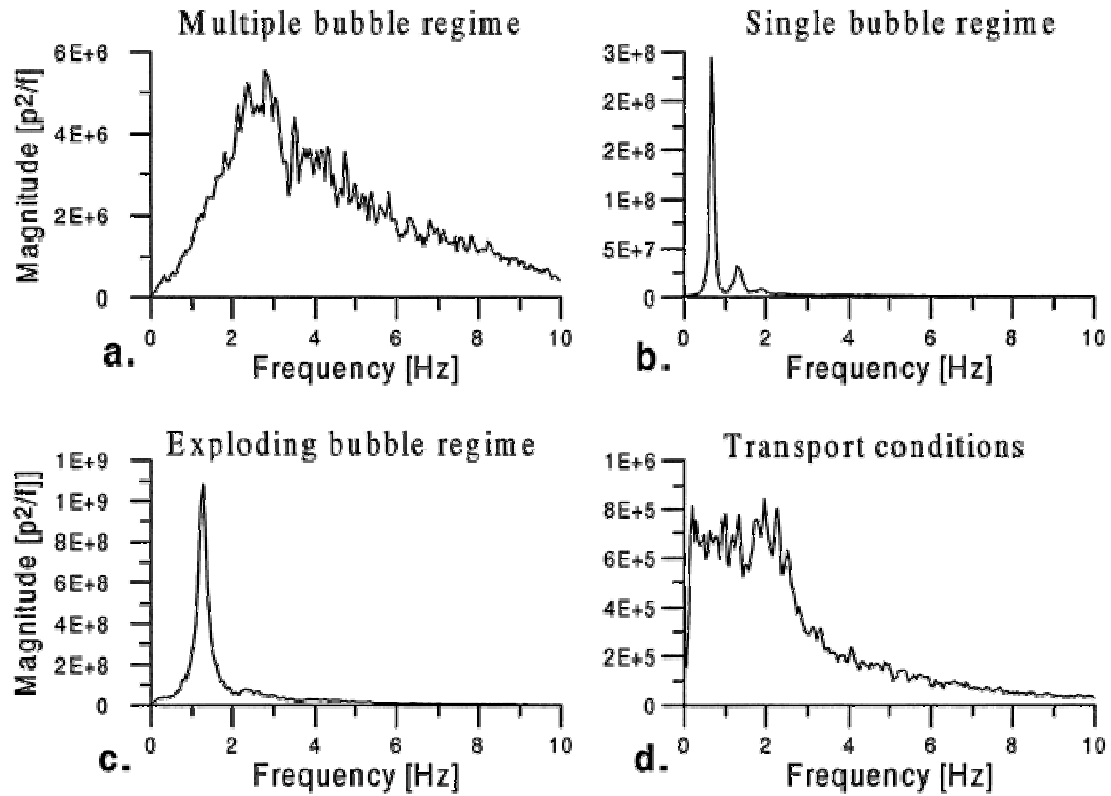 Multiple bubble regime
Magnitude [p2/f]
6E+6
4E+6
2E+6
0
0 2 4 6 8 10
Frequency [Hz]
a.
Single bubble regime
3E+8
2E+8
2E+8
1E+8
5E+7
0
0 2 4 6 8 10
Frequency [Hz]
b.
Exploding bubble regime
Magnitude [p2/f]]
1E+9
1E+9
8E+8
6E+8
4E+8
2E+8
0
0 2 4 6 8 10
Frequency [Hz]
c.
Transport conditions
1E+6
8E+5
6E+5
4E+5
2E+5
0
0 2 4 6 8 10
Frequency [Hz]
d.